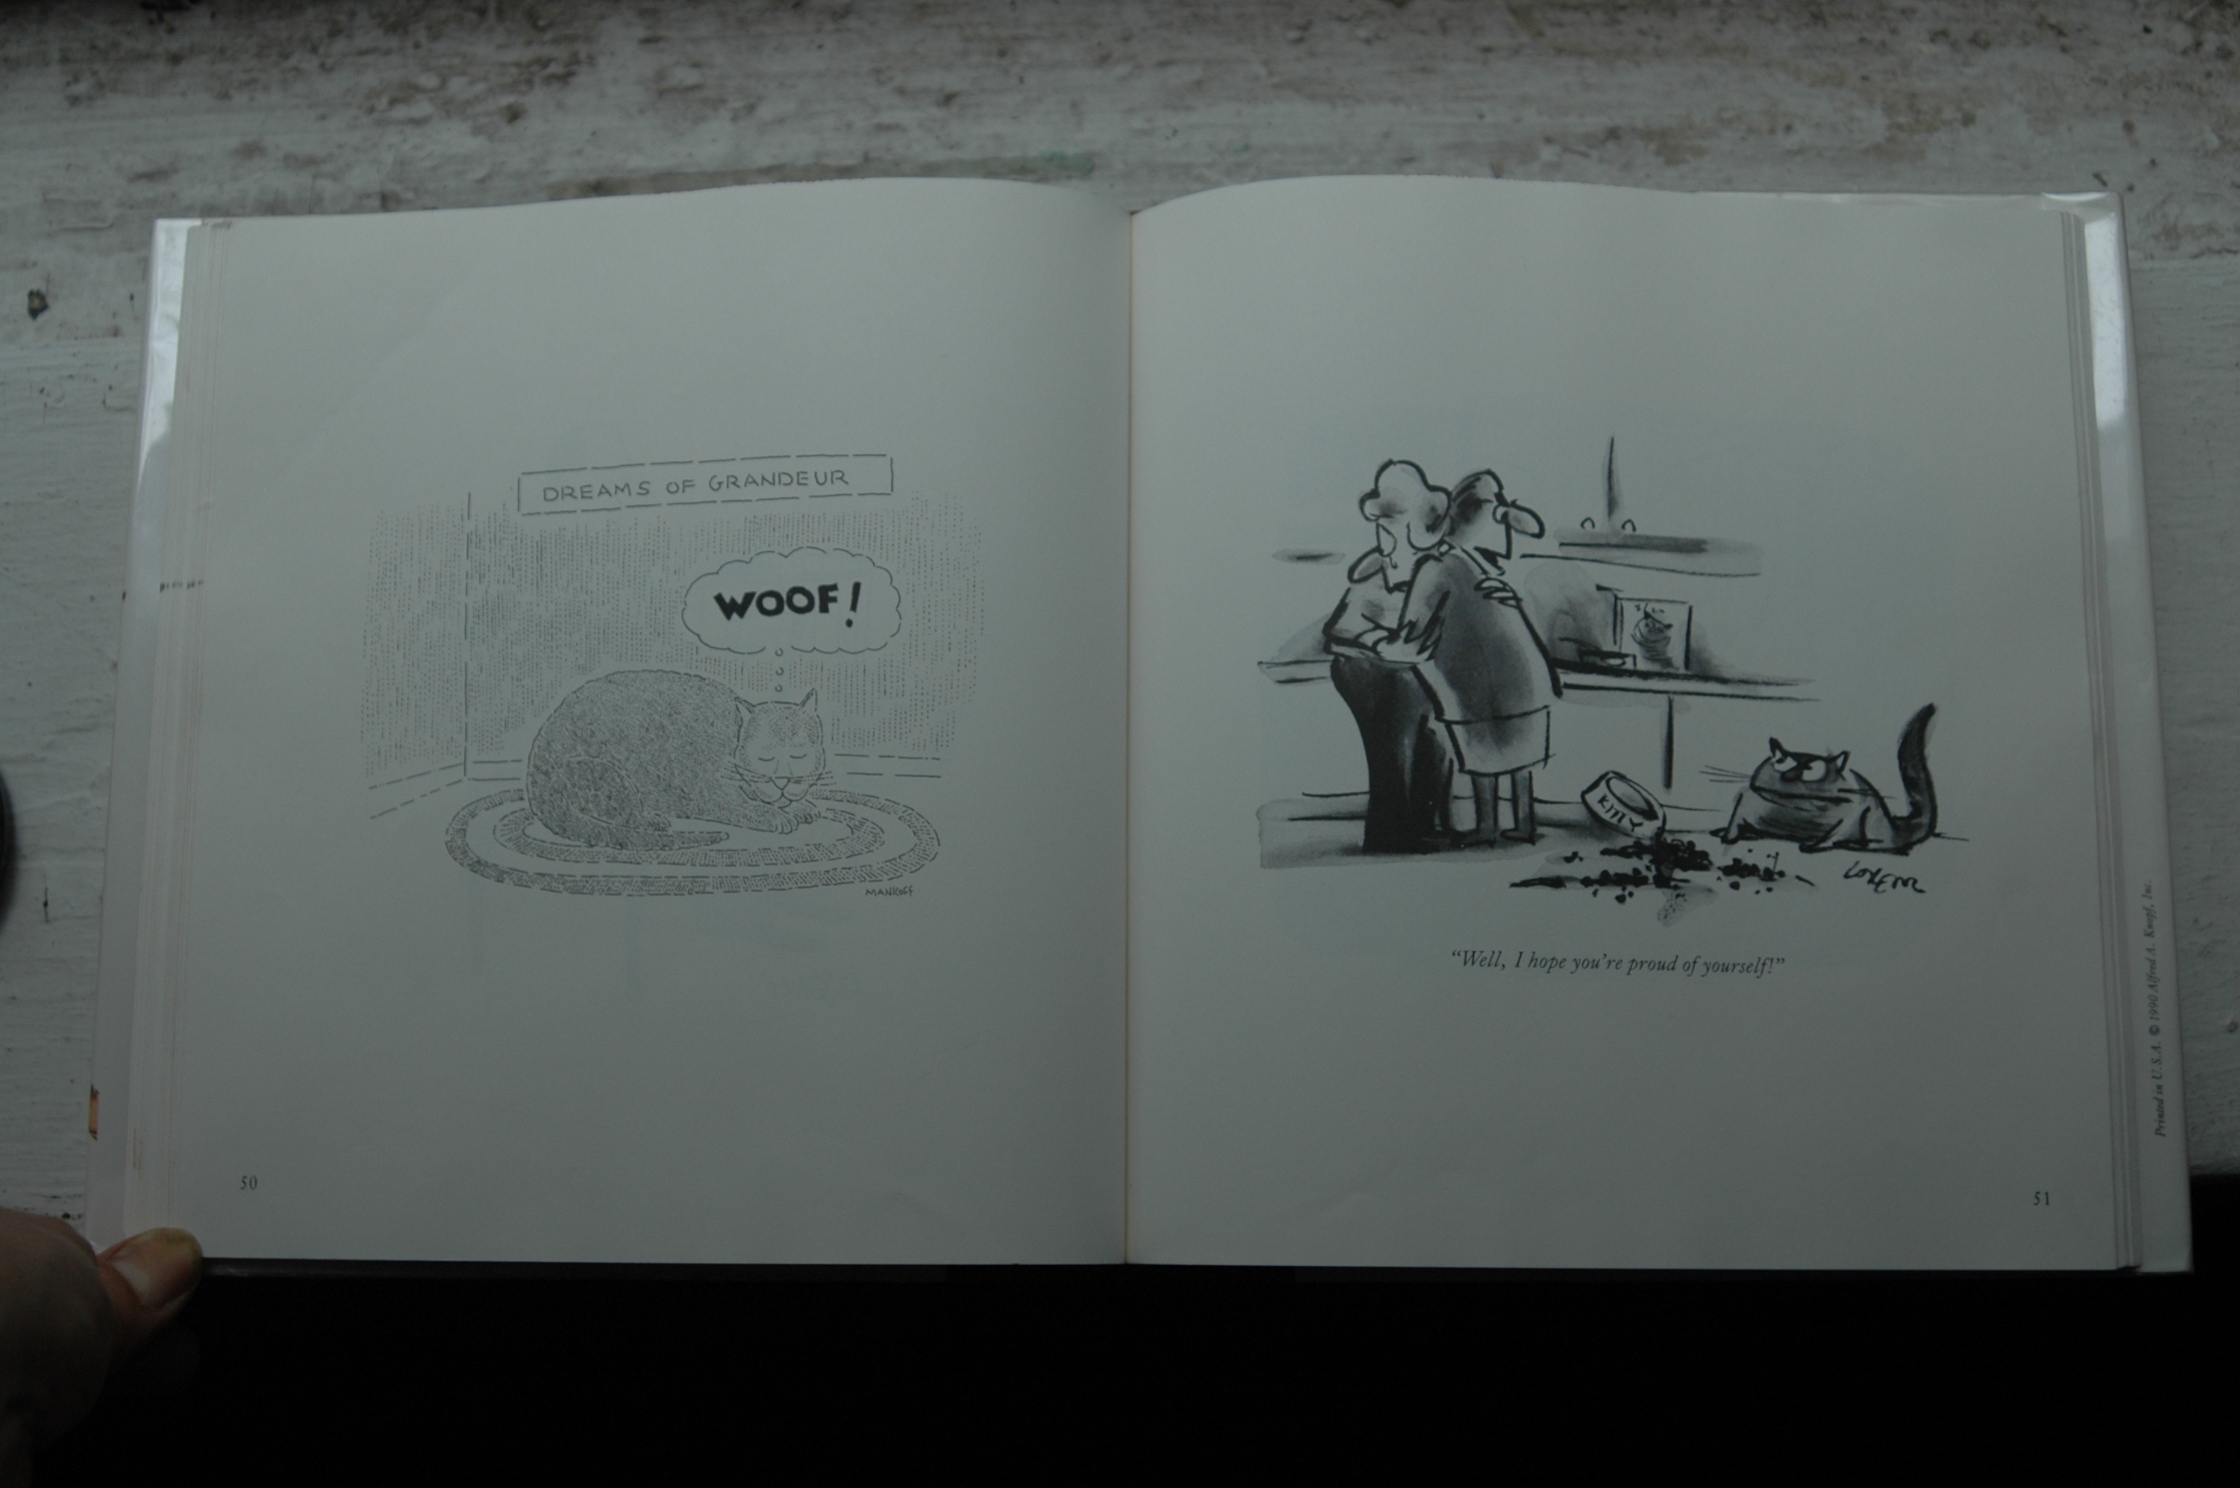 DREAMS OF GRANDEUR
WOOF!
MANKOFF
50
KITTY
LORENZ
"Well, I hope you're proud of yourself!"
51
Printed in U.S.A. © 1990 Alfred A. Knopf, Inc.